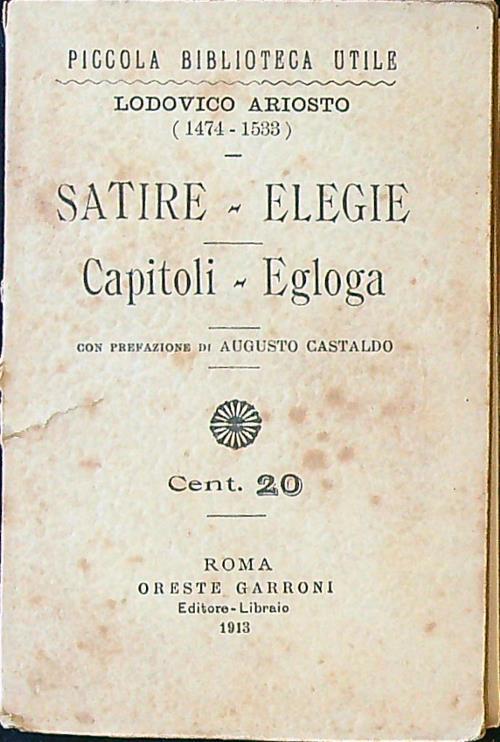 PICCOLA BIBLIOTECA UTILE
LODOVICO ARIOSTO
( 1474 - 1533 )
SATIRE - ELEGIE
Capitoli - Egloga
CON PREFAZIONE DI AUGUSTO CASTALDO
Cent. 20
ROMA
ORESTE GARRONI
Editore-Libraio
1913